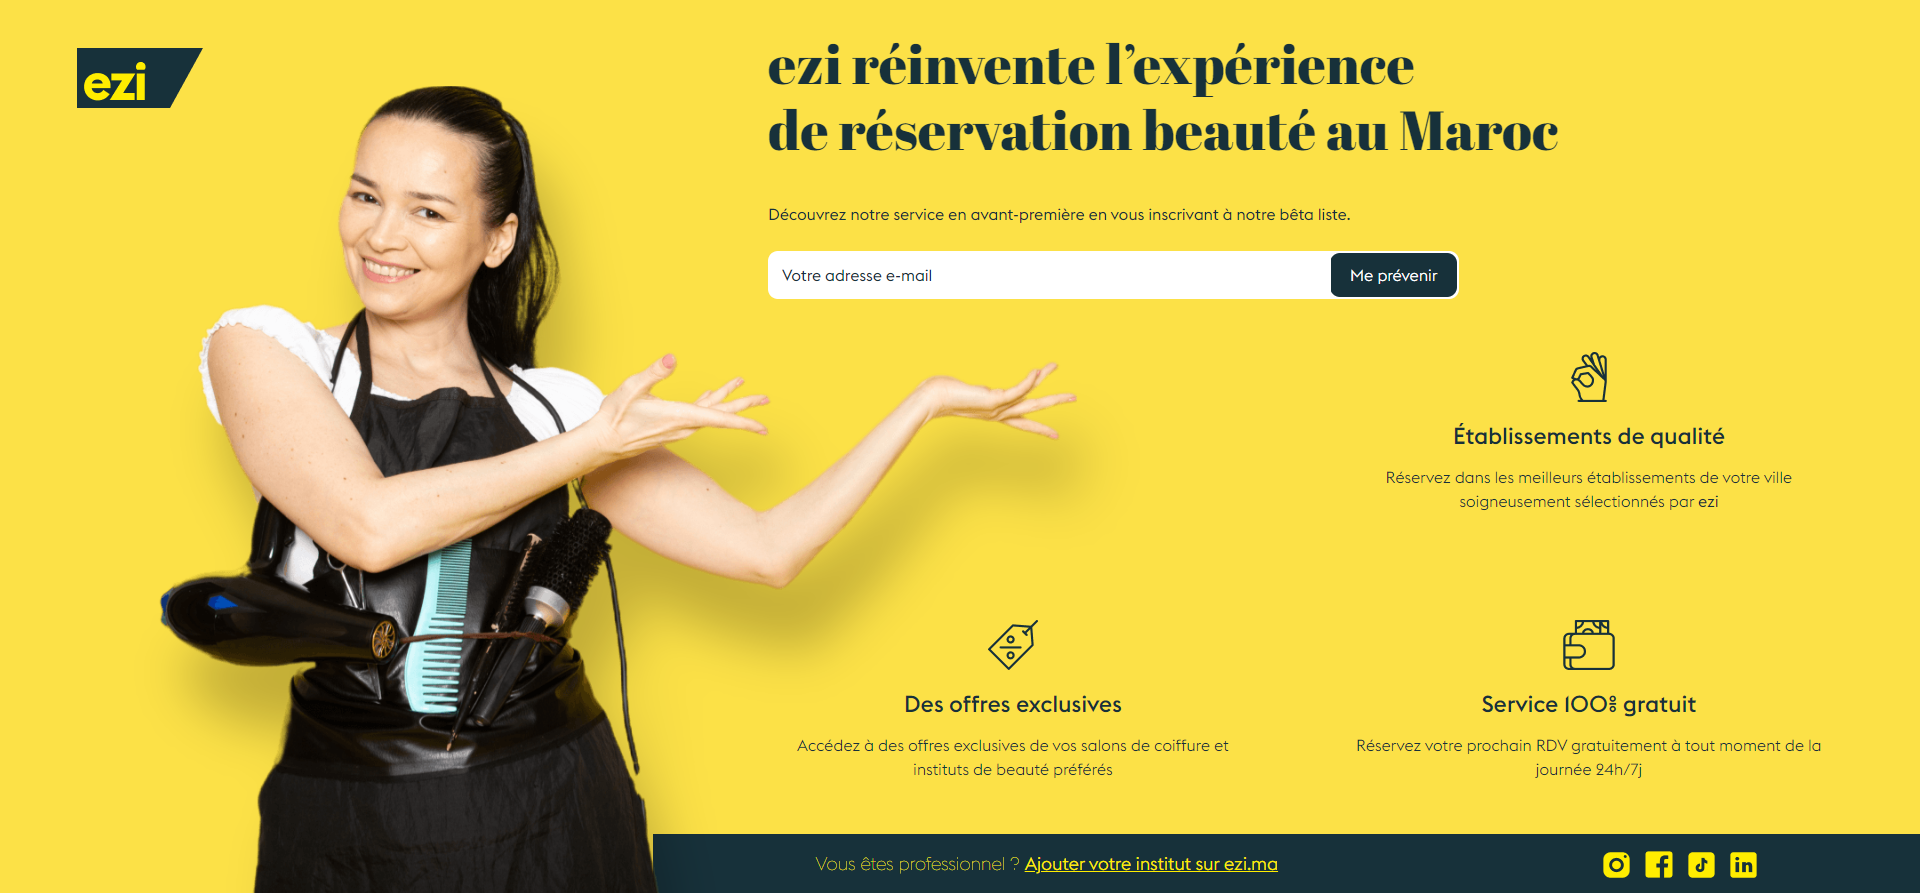 ezi
ezi réinvente l’expérience
de réservation beauté au Maroc
Découvrez notre service en avant-première en vous inscrivant à notre bêta liste.
Votre adresse e-mail
Me prévenir
Établissements de qualité
Réservez dans les meilleurs établissements de votre ville
soigneusement sélectionnés par ezi
Des offres exclusives
Accédez à des offres exclusives de vos salons de coiffure et
instituts de beauté préférés
Service 100% gratuit
Réservez votre prochain RDV gratuitement à tout moment de la
journée 24h/7j
Vous êtes professionnel ? Ajouter votre institut sur ezi.ma